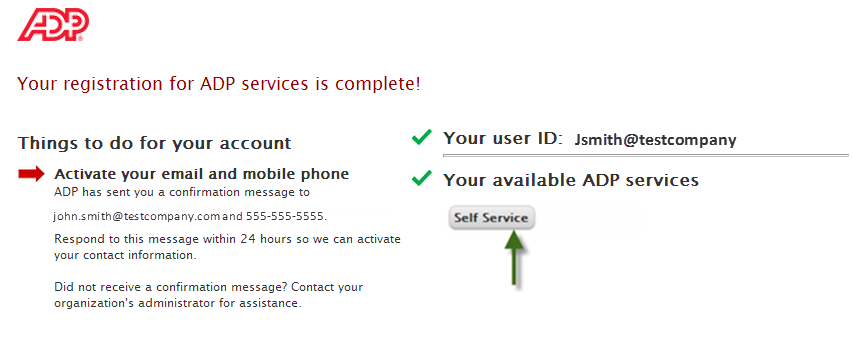 ADP
Your registration for ADP services is complete!
Things to do for your account
Activate your email and mobile phone
ADP has sent you a confirmation message to
john.smith@testcompany.com and 555-555-5555.
Respond to this message within 24 hours so we can activate
your contact information.
Did not receive a confirmation message? Contact your
organization's administrator for assistance.
Your user ID: Jsmith@testcompany
Your available ADP services
Self Service